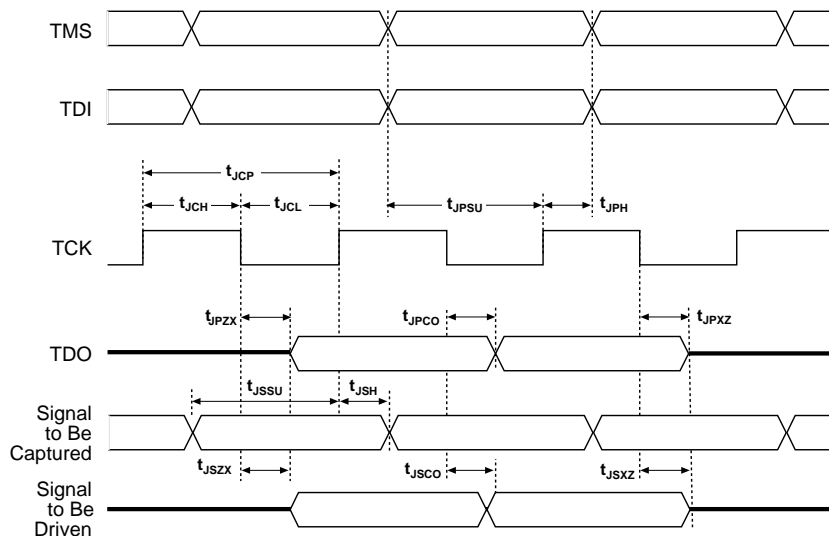 TMS
TDI
tJCP
tJCH tJCL tJPSU tJPH
TCK
tJPZX tJPCO tJPXZ
TDO
tJSSU tJSH
Signal
to Be
Captured
tJSZX tJSCO tJSXZ
Signal
to Be
Driven